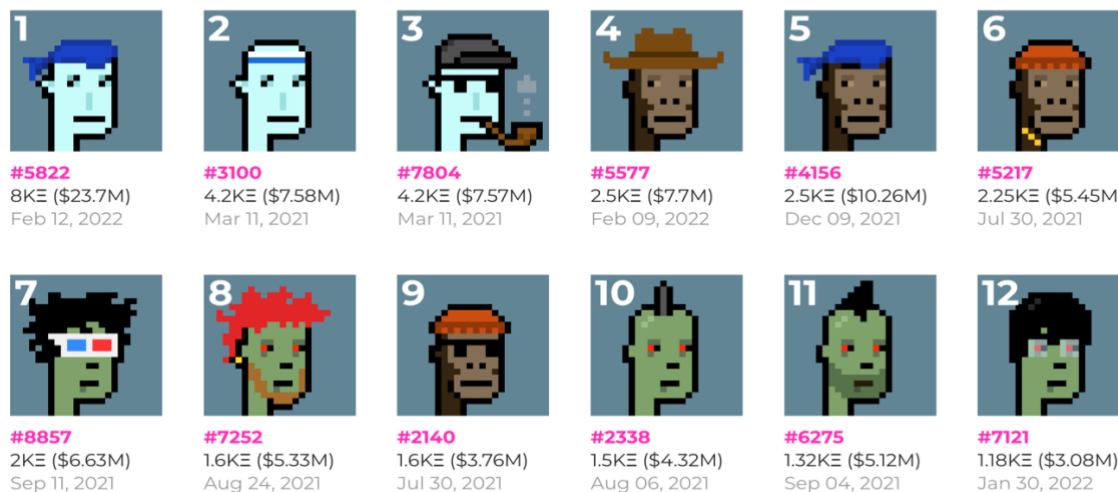 1
2
3
4
5
6
#5822
#3100
#7804
#5577
#4156
#5217
8KΞ ($23.7M)
4.2KΞ ($7.58M)
4.2KΞ ($7.57M)
2.5KΞ ($7.7M)
2.5KΞ ($10.26M)
2.25KΞ ($5.45M
Feb 12, 2022
Mar 11, 2021
Mar 11, 2021
Feb 09, 2022
Dec 09, 2021
Jul 30, 2021
7
8
9
10
11
12
#8857
#7252
#2140
#2338
#6275
#7121
2KΞ ($6.63M)
1.6KΞ ($5.33M)
1.6KΞ ($3.76M)
1.5KΞ ($4.32M)
1.32KΞ ($5.12M)
1.18KΞ ($3.08M)
Sep 11, 2021
Aug 24, 2021
Jul 30, 2021
Aug 06, 2021
Sep 04, 2021
Jan 30, 2022